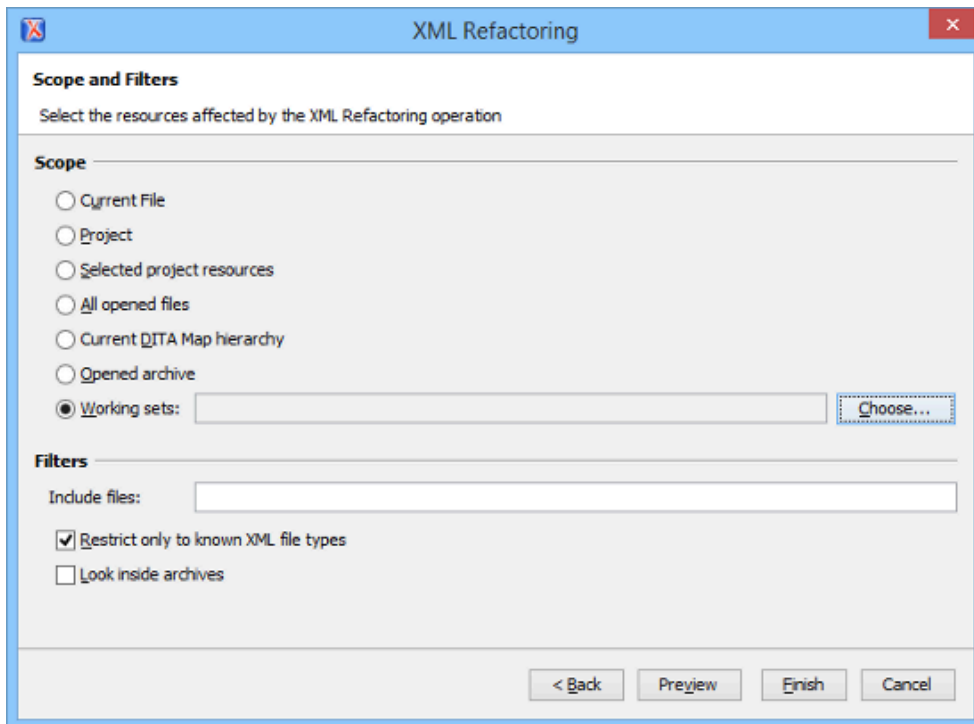 XML Refactoring
Scope and Filters
Select the resources affected by the XML Refactoring operation
Scope
Current File
Project
Selected project resources
All opened files
Current DITA Map hierarchy
Opened archive
Working sets: Choose...
Filters
Include files:
Restrict only to known XML file types
Look inside archives
< Back Preview Finish Cancel